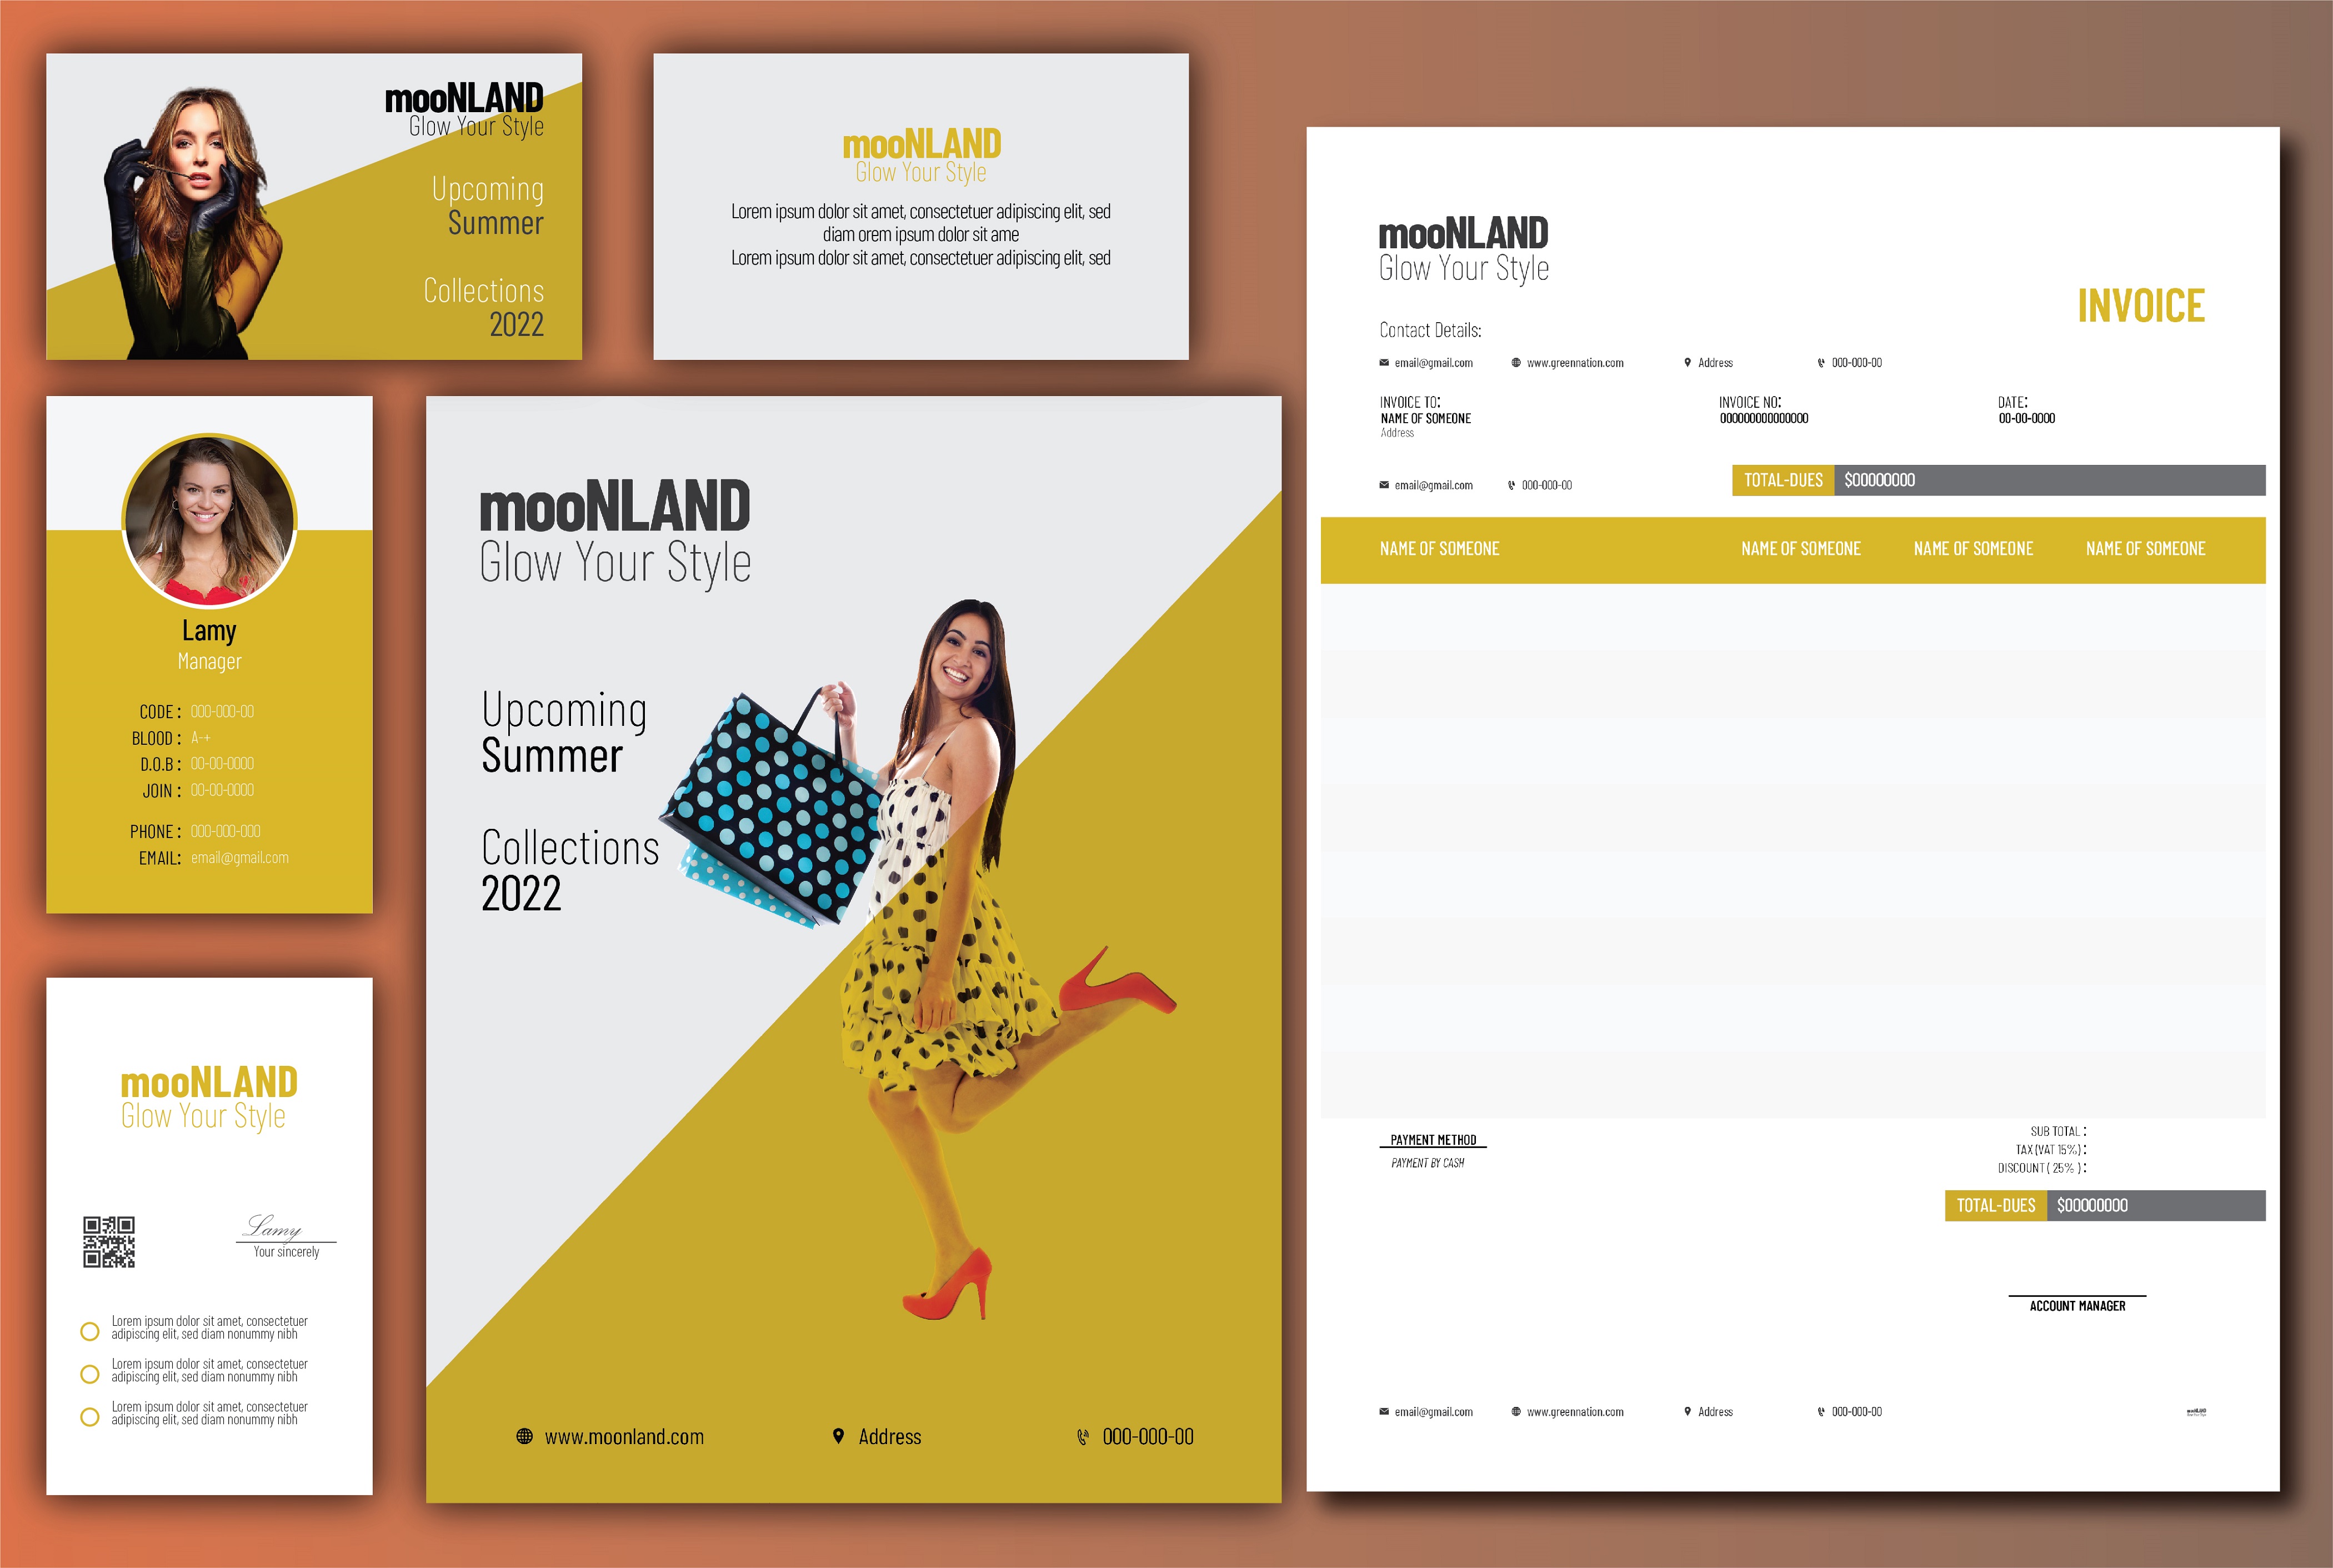 mooNLAND
Glow Your Style
Upcoming
Summer
Collections
2022
mooNLAND
Glow Your Style
Lorem ipsum dolor sit amet, consectetuer adipiscing elit, sed
diam orem ipsum dolor sit ame
Lorem ipsum dolor sit amet, consectetuer adipiscing elit, sed
Lamy
Manager
CODE : 000-000-00
BLOOD : A-+
D.O.B : 00-00-0000
JOIN : 00-00-0000
PHONE : 000-000-000
EMAIL: email@gmail.com
mooNLAND
Glow Your Style
Lamy
Your sincerely
Lorem ipsum dolor sit amet, consectetuer
adipiscing elit, sed diam nonummy nibh
Lorem ipsum dolor sit amet, consectetuer
adipiscing elit, sed diam nonummy nibh
Lorem ipsum dolor sit amet, consectetuer
adipiscing elit, sed diam nonummy nibh
mooNLAND
Glow Your Style
Upcoming
Summer
Collections
2022
www.moonland.com Address 000-000-00
mooNLAND
Glow Your Style
INVOICE
Contact Details:
email@gmail.com www.greennation.com Address 000-000-00
INVOICE TO: INVOICE NO: DATE:
NAME OF SOMEONE 000000000000000 00-00-0000
Address
TOTAL-DUES $00000000
email@gmail.com 000-000-00
NAME OF SOMEONE NAME OF SOMEONE NAME OF SOMEONE NAME OF SOMEONE
PAYMENT METHOD
PAYMENT BY CASH
SUB TOTAL :
TAX (VAT 15%) :
DISCOUNT ( 25% ) :
TOTAL-DUES $00000000
ACCOUNT MANAGER
email@gmail.com www.greennation.com Address 000-000-00
mooNLAND